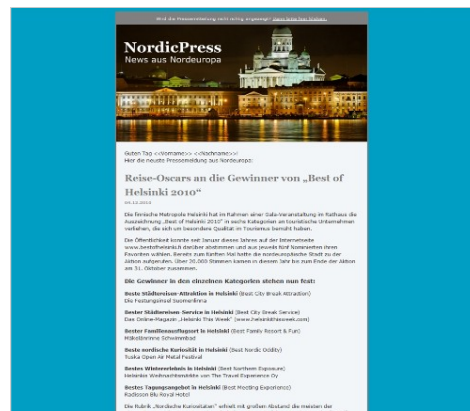 Wird die Pressemeldung nicht richtig angezeigt? Dann bitte hier klicken.
NordicPress
News aus Nordeuropa
Guten Tag <<Vorname>> <<Nachname>>!
Hier die neuste Pressemeldung aus Nordeuropa:
Reise-Oscars an die Gewinner von „Best of
Helsinki 2010“
Die finnische Metropole Helsinki hat im Rahmen einer Gala-Veranstaltung im Rathaus die
Auszeichnung „Best of Helsinki 2010“ in sechs Kategorien an touristische Unternehmen
verliehen, die sich um besondere Qualität im Tourismus bemüht haben.
Die Öffentlichkeit konnte seit Januar dieses Jahres auf der Internetseite
www.bestofhelsinki.fi darüber abstimmen und aus jeweils fünf Nominierten ihren
Favoriten wählen. Bereits zum fünften Mal hatte die nordeuropäische Stadt zu der
Aktion aufgerufen. Über 20.000 Stimmen kamen in diesem Jahr bis zum Ende der Aktion
am 31. Oktober zusammen.
Die Gewinner in den einzelnen Kategorien stehen nun fest:
Beste Städtereisen-Attraktion in Helsinki (Best City Break Attraction)
Die Festungsinsel Suomenlinna
Bester Städtereisen-Service in Helsinki (Best City Break Service)
Das Online-Magazin „Helsinki This Week“ (www.helsinkithisweek.com)
Bester Familienausflugsort in Helsinki (Best Family Resort & Fun)
Mäkelänrinne Schwimmbad
Beste nordische Kuriosität in Helsinki (Best Nordic Oddity)
Tuska Open Air Metal Festival
Bestes Wintererlebnis in Helsinki (Best Northern Exposure)
Helsinkis Weihnachtsmärkte von The Travel Experience Oy
Bestes Tagungsangebot in Helsinki (Best Meeting Experience)
Radisson Blu Royal Hotel
Die Rubrik „Nordische Kuriositäten“ erhielt mit großem Abstand die meisten der